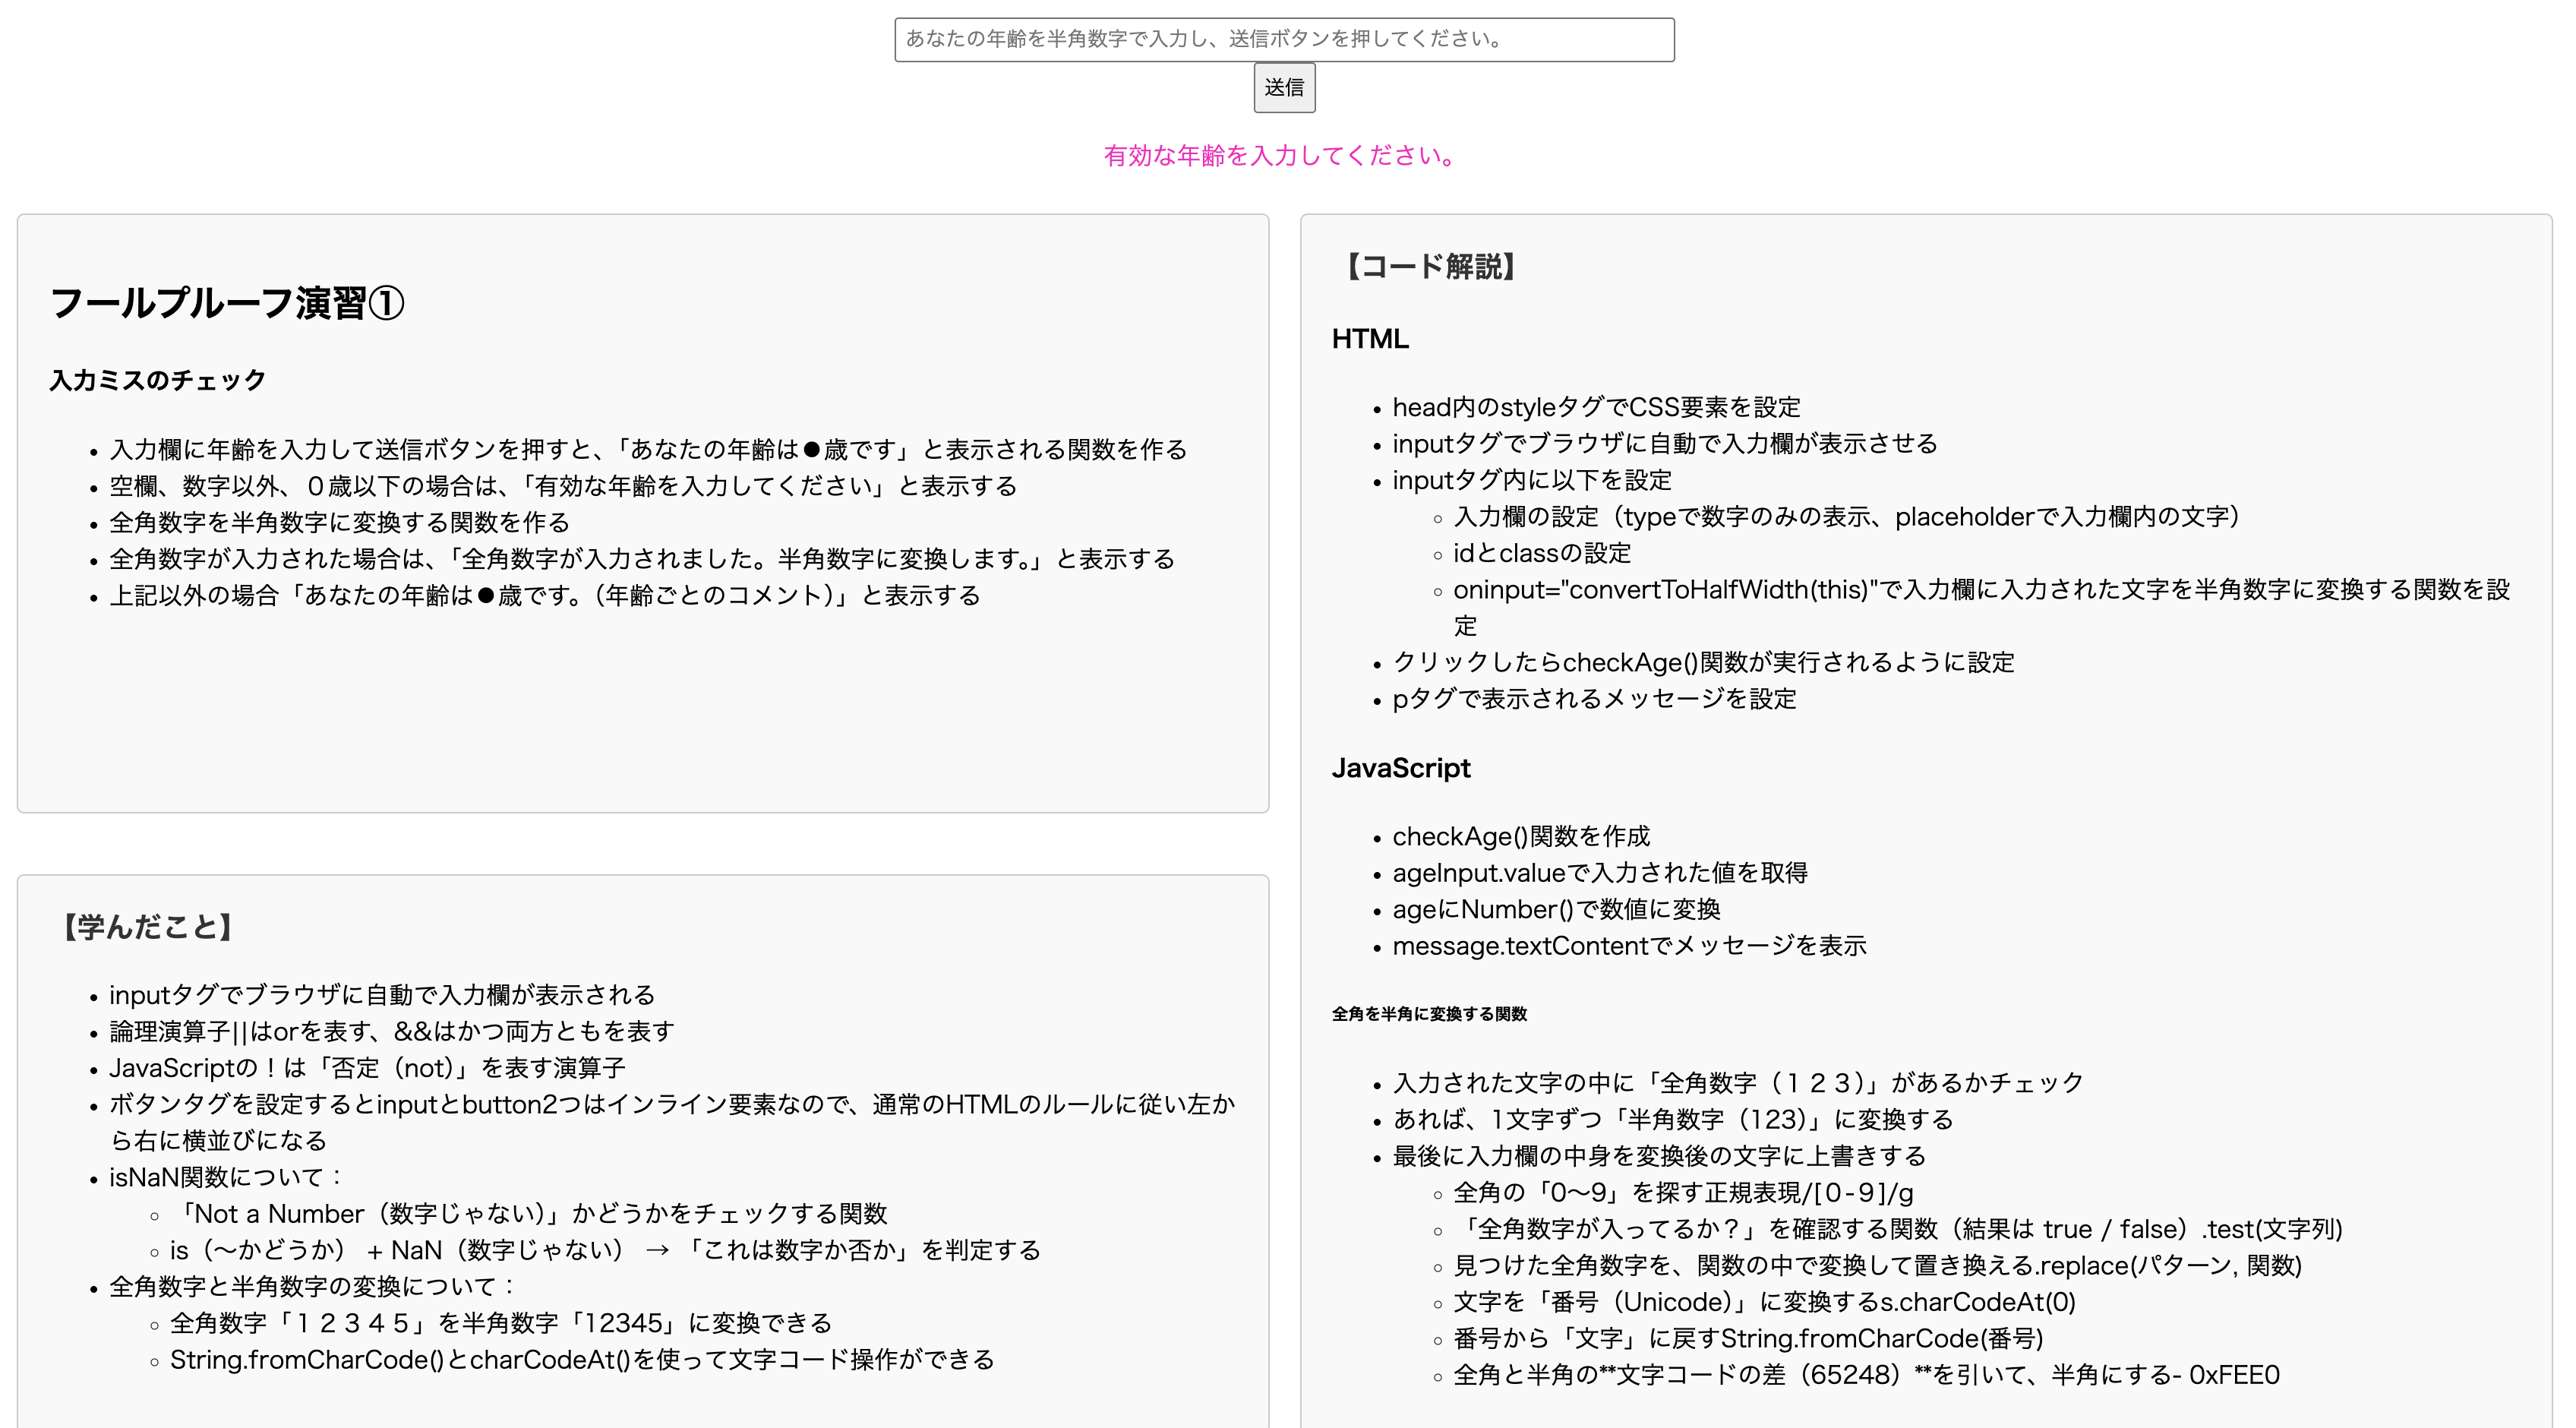 あなたの年齢を半角数字で入力し、送信ボタンを押してください。
送信
有効な年齢を入力してください。
フールプルーフ演習①
入力ミスのチェック
• 入力欄に年齢を入力して送信ボタンを押すと、「あなたの年齢は●歳です」と表示される関数を作る
• 空欄、数字以外、０歳以下の場合は、「有効な年齢を入力してください」と表示する
• 全角数字を半角数字に変換する関数を作る
• 全角数字が入力された場合は、「全角数字が入力されました。半角数字に変換します。」と表示する
• 上記以外の場合「あなたの年齢は●歳です。（年齢ごとのコメント）」と表示する
【学んだこと】
• inputタグでブラウザに自動で入力欄が表示される
• 論理演算子||はorを表す、&&はかつ両方ともを表す
• JavaScriptの！は「否定（not）」を表す演算子
• ボタンタグを設定するとinputとbutton2つはインライン要素なので、通常のHTMLのルールに従い左か
ら右に横並びになる
• isNaN関数について：
◦ 「Not a Number（数字じゃない）」かどうかをチェックする関数
◦ is（〜かどうか） + NaN（数字じゃない） → 「これは数字か否か」を判定する
• 全角数字と半角数字の変換について：
◦ 全角数字「１２３４５」を半角数字「12345」に変換できる
◦ String.fromCharCode()とcharCodeAt()を使って文字コード操作ができる
【コード解説】
HTML
• head内のstyleタグでCSS要素を設定
• inputタグでブラウザに自動で入力欄が表示させる
• inputタグ内に以下を設定
◦ 入力欄の設定（typeで数字のみの表示、placeholderで入力欄内の文字）
◦ idとclassの設定
◦ oninput="convertToHalfWidth(this)"で入力欄に入力された文字を半角数字に変換する関数を設
定
• クリックしたらcheckAge()関数が実行されるように設定
• pタグで表示されるメッセージを設定
JavaScript
• checkAge()関数を作成
• ageInput.valueで入力された値を取得
• ageにNumber()で数値に変換
• message.textContentでメッセージを表示
全角を半角に変換する関数
• 入力された文字の中に「全角数字（１２３）」があるかチェック
• あれば、1文字ずつ「半角数字（123）」に変換する
• 最後に入力欄の中身を変換後の文字に上書きする
◦ 全角の「0〜9」を探す正規表現/[０-９]/g
◦ 「全角数字が入ってるか？」を確認する関数（結果は true / false）.test(文字列)
◦ 見つけた全角数字を、関数の中で変換して置き換える.replace(パターン, 関数)
◦ 文字を「番号（Unicode）」に変換するs.charCodeAt(0)
◦ 番号から「文字」に戻すString.fromCharCode(番号)
◦ 全角と半角の**文字コードの差（65248）**を引いて、半角にする- 0xFEE0